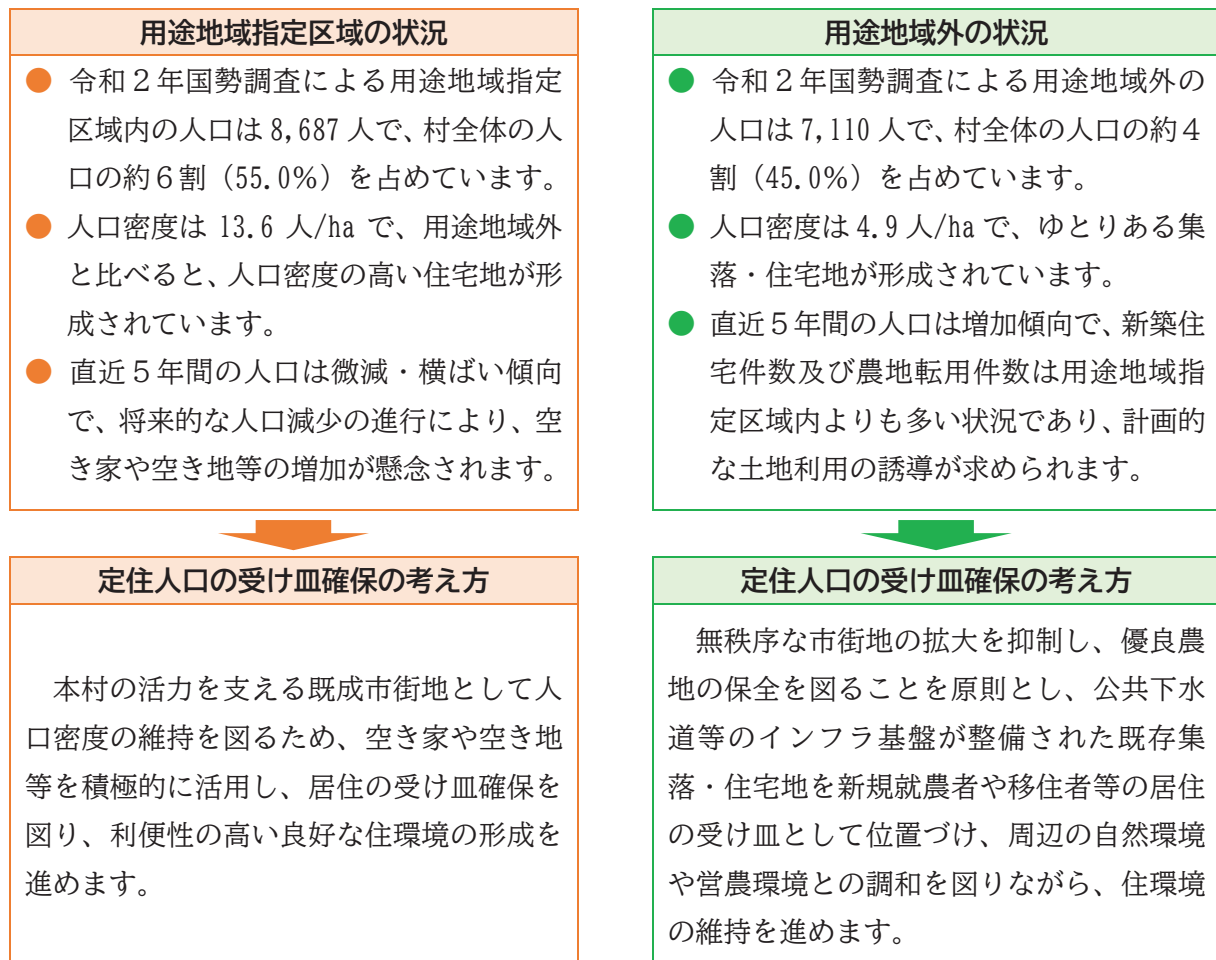 用途地域指定区域の状況
● 令和２年国勢調査による用途地域指定
区域内の人口は8,687人で、村全体の人
口の約６割（55.0％）を占めています。
● 人口密度は 13.6 人/ha で、用途地域外
と比べると、人口密度の高い住宅地が形
成されています。
● 直近５年間の人口は微減・横ばい傾向
で、将来的な人口減少の進行により、空
き家や空き地等の増加が懸念されます。
定住人口の受け皿確保の考え方
本村の活力を支える既成市街地として人
口密度の維持を図るため、空き家や空き地
等を積極的に活用し、居住の受け皿確保を
図り、利便性の高い良好な住環境の形成を
進めます。
用途地域外の状況
● 令和２年国勢調査による用途地域外の
人口は7,110人で、村全体の人口の約４
割（45.0％）を占めています。
● 人口密度は4.9人/haで、ゆとりある集
落・住宅地が形成されています。
● 直近５年間の人口は増加傾向で、新築住
宅件数及び農地転用件数は用途地域指
定区域内よりも多い状況であり、計画的
な土地利用の誘導が求められます。
定住人口の受け皿確保の考え方
無秩序な市街地の拡大を抑制し、優良農
地の保全を図ることを原則とし、公共下水
道等のインフラ基盤が整備された既存集
落・住宅地を新規就農者や移住者等の居住
の受け皿として位置づけ、周辺の自然環境
や営農環境との調和を図りながら、住環境
の維持を進めます。